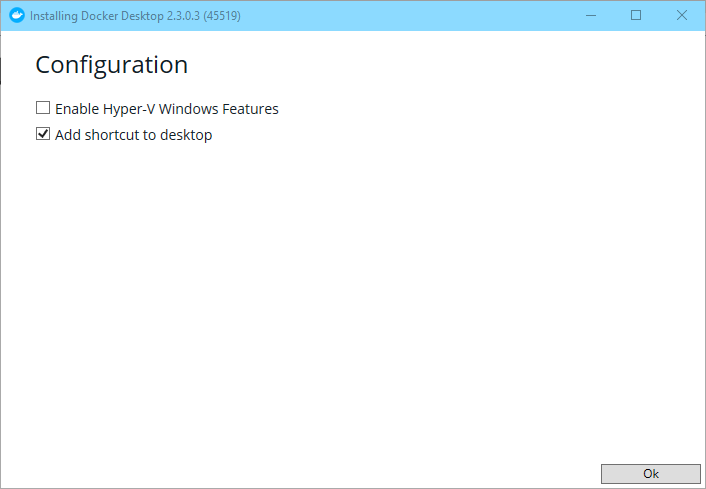 Installing Docker Desktop 2.3.0.3 (45519)
Configuration
Enable Hyper-V Windows Features
Add shortcut to desktop
Ok